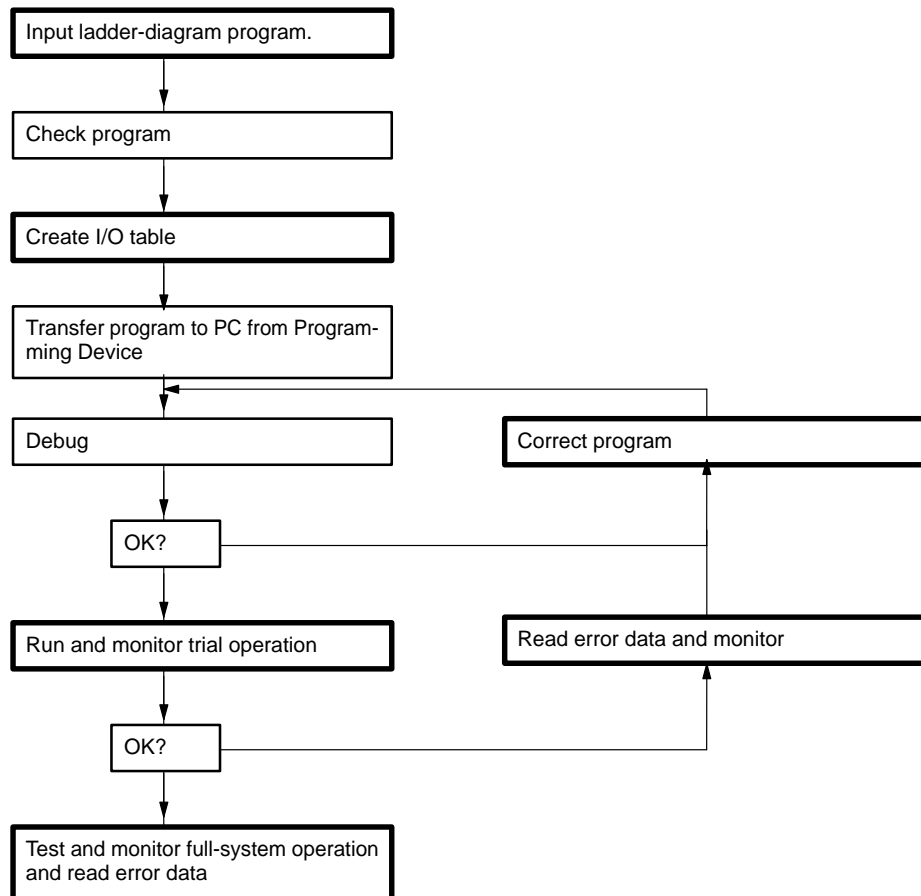 Input ladder-diagram program.
Check program
Create I/O table
Transfer program to PC from Program-
ming Device
Debug
Correct program
OK?
Run and monitor trial operation
Read error data and monitor
OK?
Test and monitor full-system operation
and read error data